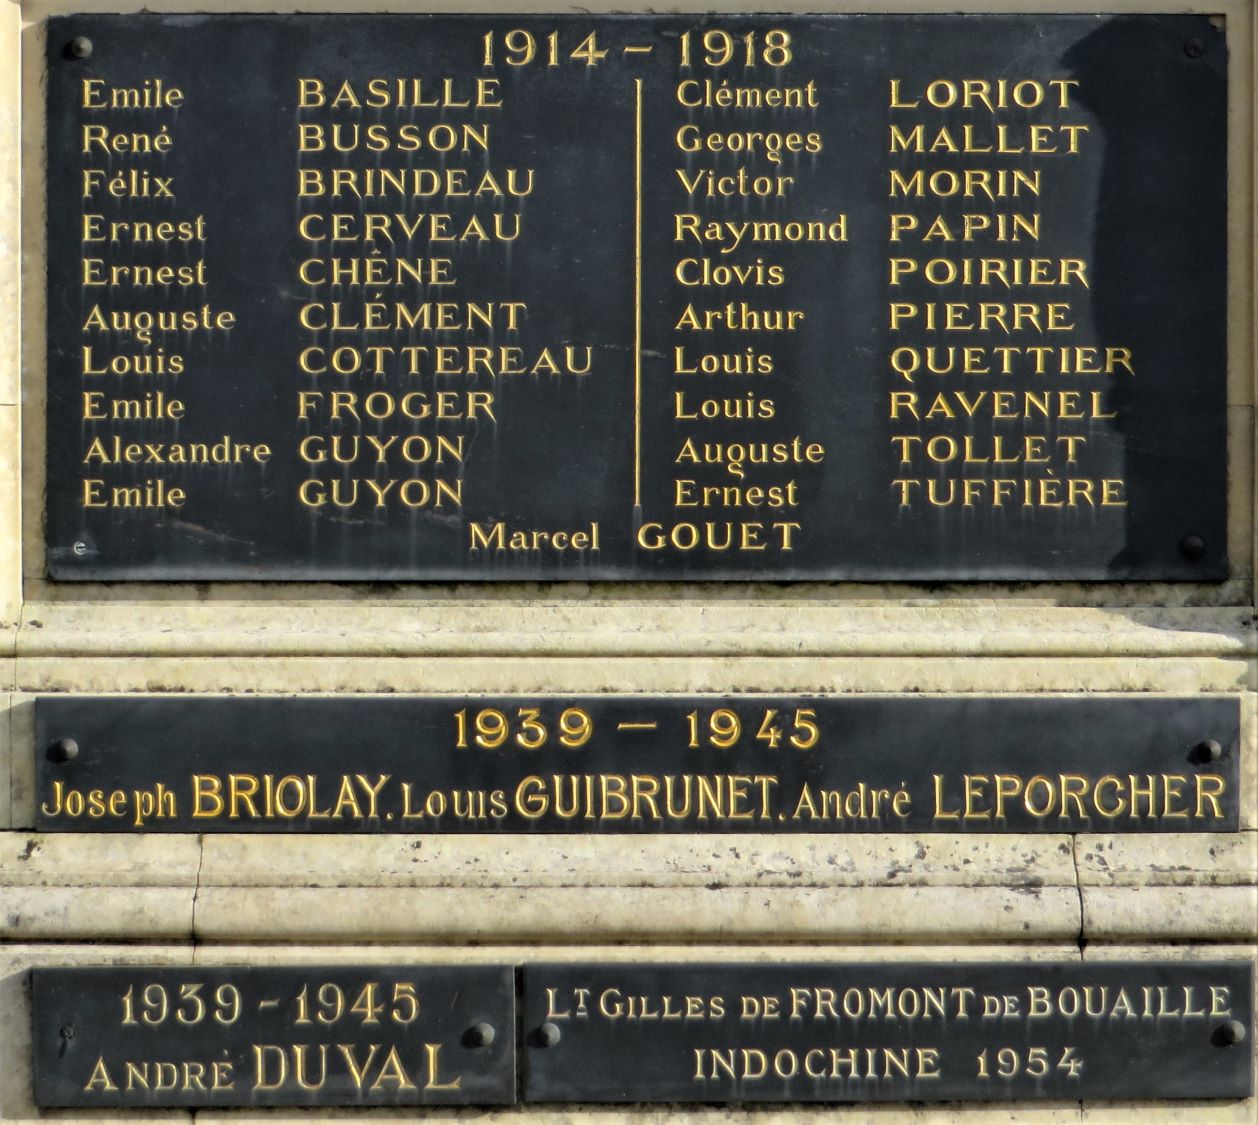 1914 – 1918
Emile BASILLE
René BUSSON
Félix BRINDEAU
Ernest CERVEAU
Ernest CHÊNE
Auguste CLÉMENT
Louis COTTEREAU
Emile FROGER
Alexandre GUYON
Emile GUYON
Clément LORIOT
Georges MALLET
Victor MORIN
Raymond PAPIN
Clovis POIRIER
Arthur PIERRE
Louis QUETTIER
Louis RAVENEL
Auguste TOLLET
Ernest TUFFIÈRE
Marcel GOUET
1939 – 1945
Joseph BRIOLAY. Louis GUIBRUNET. André LEPORCHER
1939 - 1945
ANDRÉ DUVAL
LT GILLES DE FROMONT DE BOUAILLE
INDOCHINE 1954